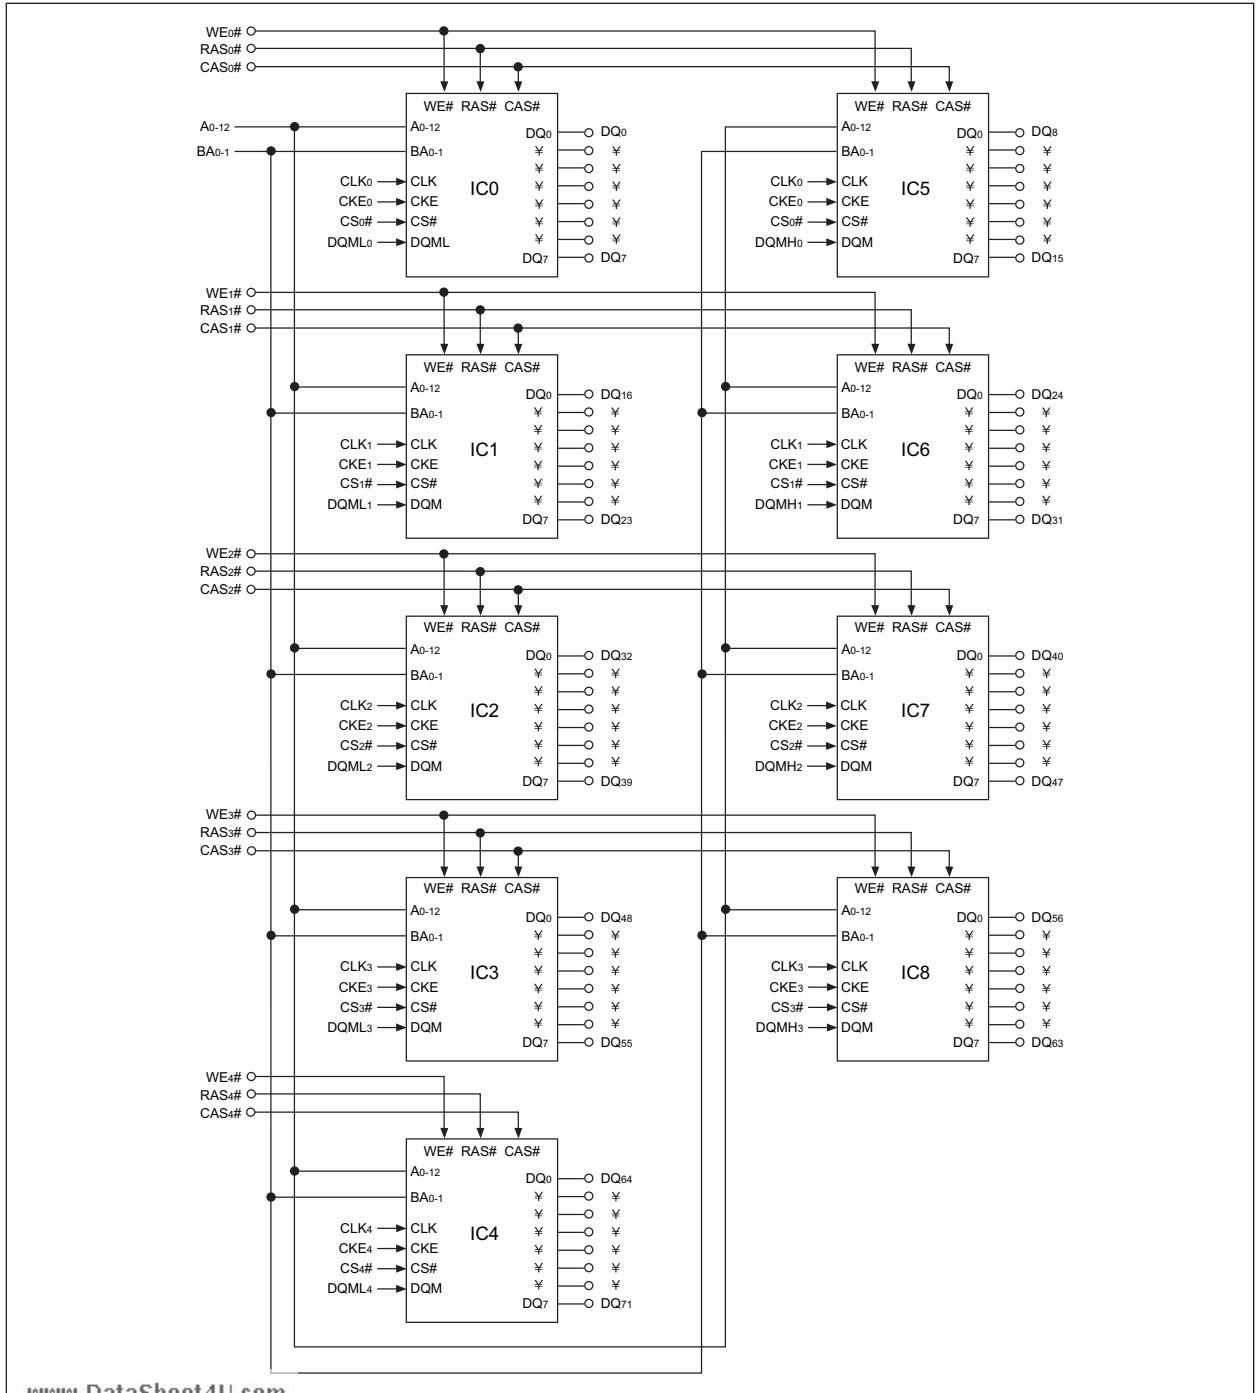 WE0#
RAS0#
CAS0#
WE# RAS# CAS# WE# RAS# CAS#
A0-12 A0-12 A0-12
DQ0 DQ0 DQ0 DQ8
BA0-1 BA0-1 BA0-1
¥ ¥ ¥ ¥
¥ ¥ ¥ ¥
CLK0 CLK CLK0 CLK
IC0 IC5
¥ ¥ ¥ ¥
CKE0 CKE CKE0 CKE
¥ ¥ ¥ ¥
CS0# CS# CS0# CS#
¥ ¥ ¥ ¥
DQML0 DQML DQMH0 DQM
¥ ¥ ¥ ¥
DQ7 DQ7 DQ7 DQ15
WE1#
RAS1#
CAS1#
WE# RAS# CAS# WE# RAS# CAS#
A0-12 A0-12
DQ0 DQ16 DQ0 DQ24
BA0-1 BA0-1
¥ ¥ ¥ ¥
¥ ¥ ¥ ¥
CLK1 CLK CLK1 CLK
IC1 IC6
¥ ¥ ¥ ¥
CKE1 CKE CKE1 CKE
¥ ¥ ¥ ¥
CS1# CS# CS1# CS#
¥ ¥ ¥ ¥
DQML1 DQM DQMH1 DQM
¥ ¥ ¥ ¥
DQ7 DQ23 DQ7 DQ31
WE2#
RAS2#
CAS2#
WE# RAS# CAS# WE# RAS# CAS#
A0-12 A0-12
DQ0 DQ32 DQ0 DQ40
BA0-1 BA0-1
¥ ¥ ¥ ¥
¥ ¥ ¥ ¥
CLK2 CLK CLK2 CLK
IC2 IC7
¥ ¥ ¥ ¥
CKE2 CKE CKE2 CKE
¥ ¥ ¥ ¥
CS2# CS# CS2# CS#
¥ ¥ ¥ ¥
DQML2 DQM DQMH2 DQM
¥ ¥ ¥ ¥
DQ7 DQ39 DQ7 DQ47
WE3#
RAS3#
CAS3#
WE# RAS# CAS# WE# RAS# CAS#
A0-12 A0-12
DQ0 DQ48 DQ0 DQ56
BA0-1 BA0-1
¥ ¥ ¥ ¥
¥ ¥ ¥ ¥
CLK3 CLK CLK3 CLK
IC3 IC8
¥ ¥ ¥ ¥
CKE3 CKE CKE3 CKE
¥ ¥ ¥ ¥
CS3# CS# CS3# CS#
¥ ¥ ¥ ¥
DQML3 DQM DQMH3 DQM
¥ ¥ ¥ ¥
DQ7 DQ55 DQ7 DQ63
WE4#
RAS4#
CAS4#
WE# RAS# CAS#
A0-12
DQ0 DQ64
BA0-1
¥ ¥
¥ ¥
CLK4 CLK
IC4
¥ ¥
CKE4 CKE
¥ ¥
CS4# CS#
¥ ¥
DQML4 DQM
¥ ¥
DQ7 DQ71
www.DataSheet4U.com